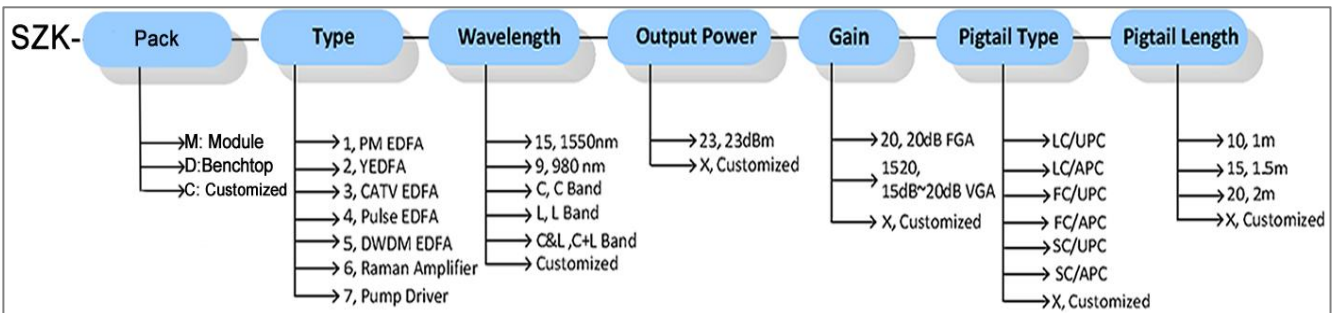 SZK- Pack Type Wavelength Output Power Gain Pigtail Type Pigtail Length
M: Module
D:Benchtop
C: Customized
1, PM EDFA
2, YEDFA
3, CATV EDFA
4, Pulse EDFA
5, DWDM EDFA
6, Raman Amplifier
7, Pump Driver
15, 1550nm
9, 980 nm
C, C Band
L, L Band
C&L ,C+L Band
Customized
23, 23dBm
X, Customized
20, 20dB FGA
1520,
15dB~20dB VGA
X, Customized
LC/UPC
LC/APC
FC/UPC
FC/APC
SC/UPC
SC/APC
X, Customized
10, 1m
15, 1.5m
20, 2m
X, Customized